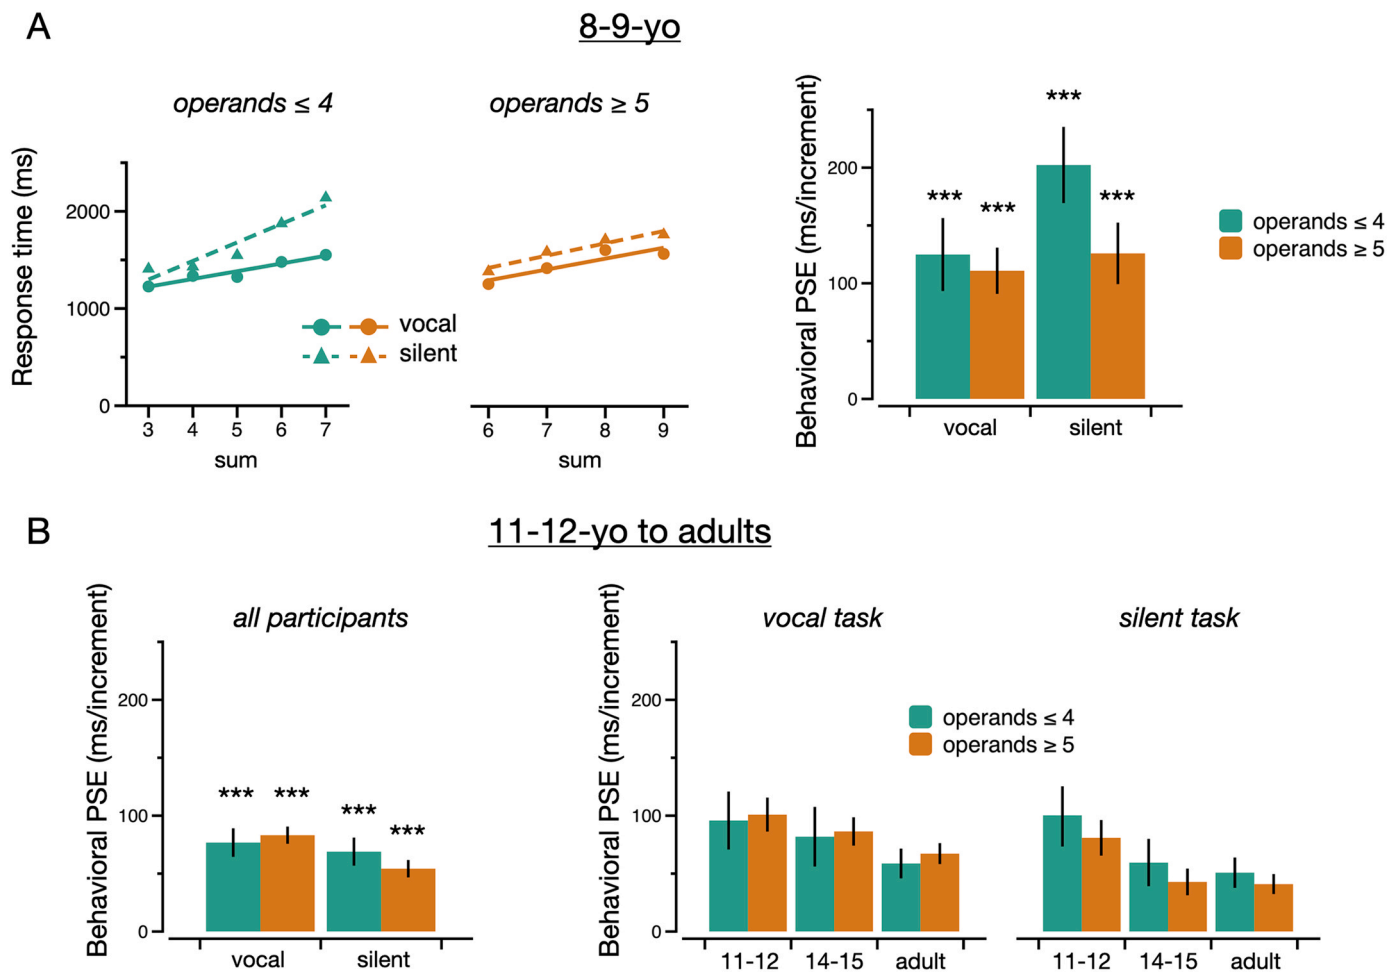 A
8-9-yo
operands ≤ 4
operands ≥ 5
Response time (ms)
2000
1000
0
3 4 5 6 7
sum
vocal
silent
6 7 8 9
sum
Behavioral PSE (ms/increment)
200
100
0
***
***
***
***
vocal silent
operands ≤ 4
operands ≥ 5
B
11-12-yo to adults
all participants
Behavioral PSE (ms/increment)
200
100
0
***
***
***
***
vocal silent
vocal task
silent task
Behavioral PSE (ms/increment)
200
100
0
operands ≤ 4
operands ≥ 5
11-12 14-15 adult
11-12 14-15 adult